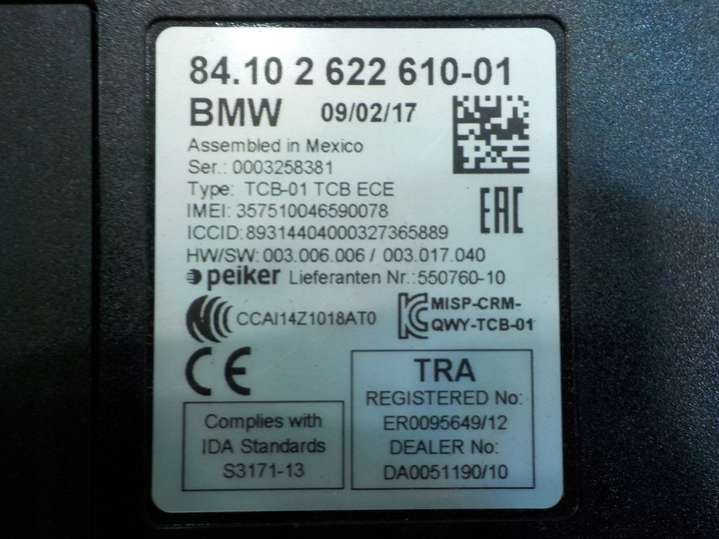 84.10 2 622 610-01
BMW 09/02/17
Assembled in Mexico
Ser.: 0003258381
Type: TCB-01 TCB ECE
IMEI: 357510046590078
ICCID: 89314404000327365889
HW/SW: 003.006.006 / 003.017.040
peiker Lieferanten Nr.: 550760-10
EAC
CCAI14Z1018AT0
MISP-CRM-
QWY-TCB-01
CE
Complies with
IDA Standards
S3171-13
TRA
REGISTERED No:
ER0095649/12
DEALER No:
DA0051190/10